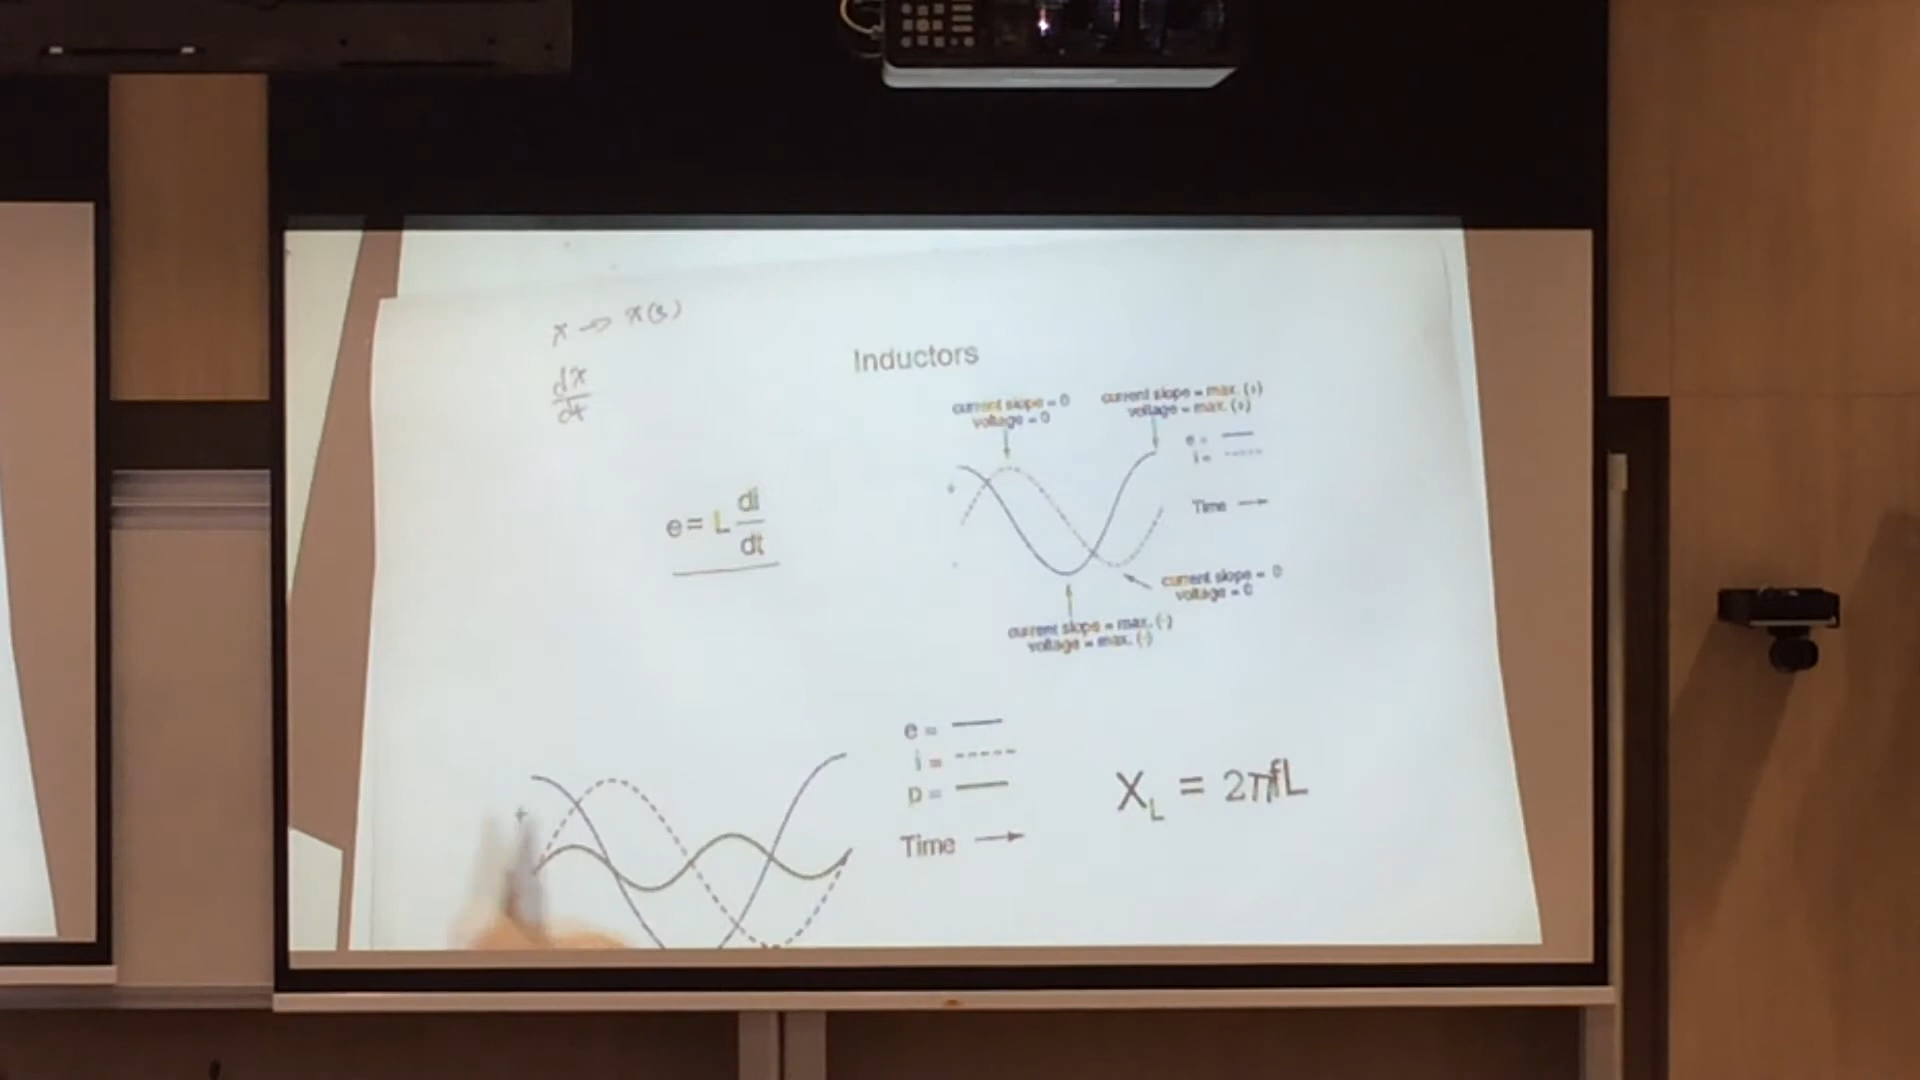 x → x(s)
dx
dt
Inductors
current slope = 0
voltage = 0
current slope = max. (+)
voltage = max. (+)
e =
i =
+
Time →
e = L di
dt
current slope = 0
voltage = 0
current slope = max. (-)
voltage = max. (-)
e =
i =
p =
Time →
+
X_L = 2πfL